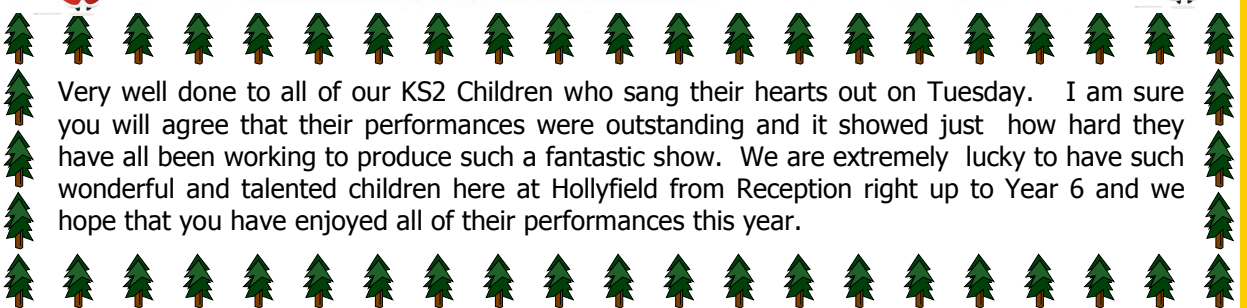 Very well done to all of our KS2 Children who sang their hearts out on Tuesday.   I am sure
you will agree that their performances were outstanding and it showed just  how hard they
have all been working to produce such a fantastic show.  We are extremely  lucky to have such
wonderful and talented children here at Hollyfield from Reception right up to Year 6 and we
hope that you have enjoyed all of their performances this year.